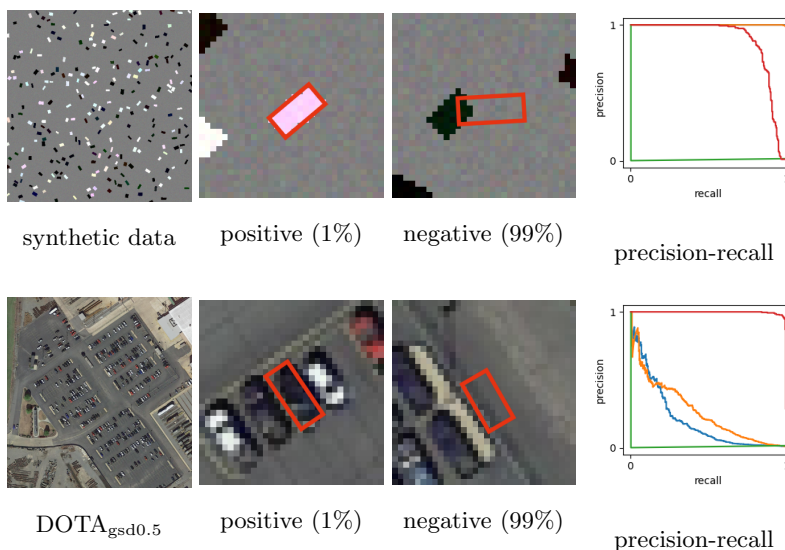 1
precision
0
0
recall
synthetic data
positive (1%)
negative (99%)
precision-recall
1
precision
0
0
recall
DOTAgsd0.5
positive (1%)
negative (99%)
precision-recall